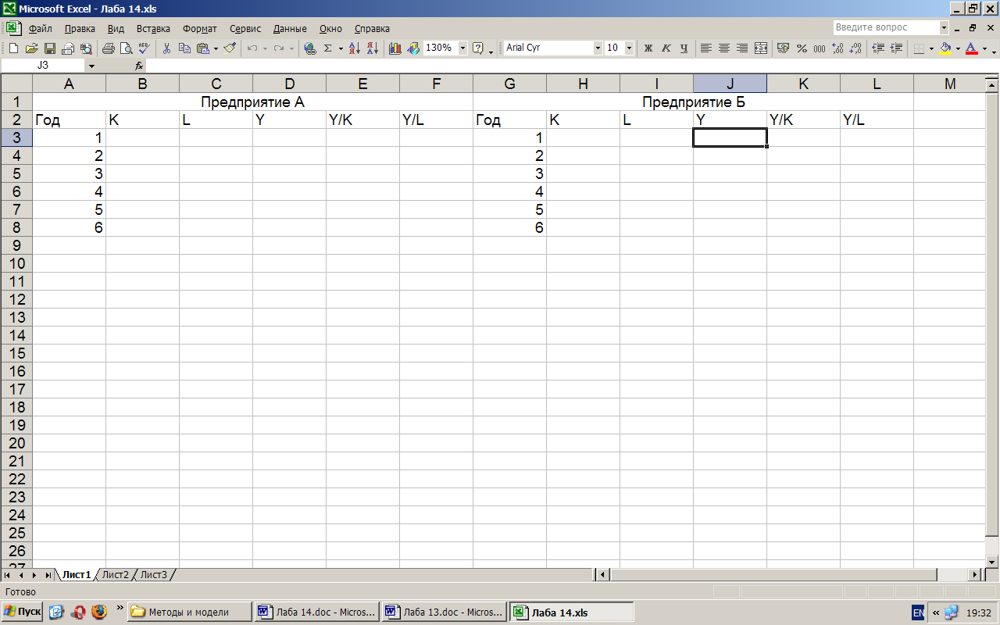 Microsoft Excel - Лаба 14.xls
Файл Правка Вид Вставка Формат Сервис Данные Окно Справка Введите вопрос
130% Arial Cyr 10 Ж К Ч % 000
J3 fx
A B C D E F G H I J K L M
1 Предприятие А Предприятие Б
2 Год K L Y Y/K Y/L Год K L Y Y/K Y/L
3 1 1
4 2 2
5 3 3
6 4 4
7 5 5
8 6 6
9
10
11
12
13
14
15
16
17
18
19
20
21
22
23
24
25
26
27
Лист1 Лист2 Лист3
Готово
Пуск » Методы и модели Лаба 14.doc - Micros... Лаба 13.doc - Micros... Лаба 14.xls EN « 19:32